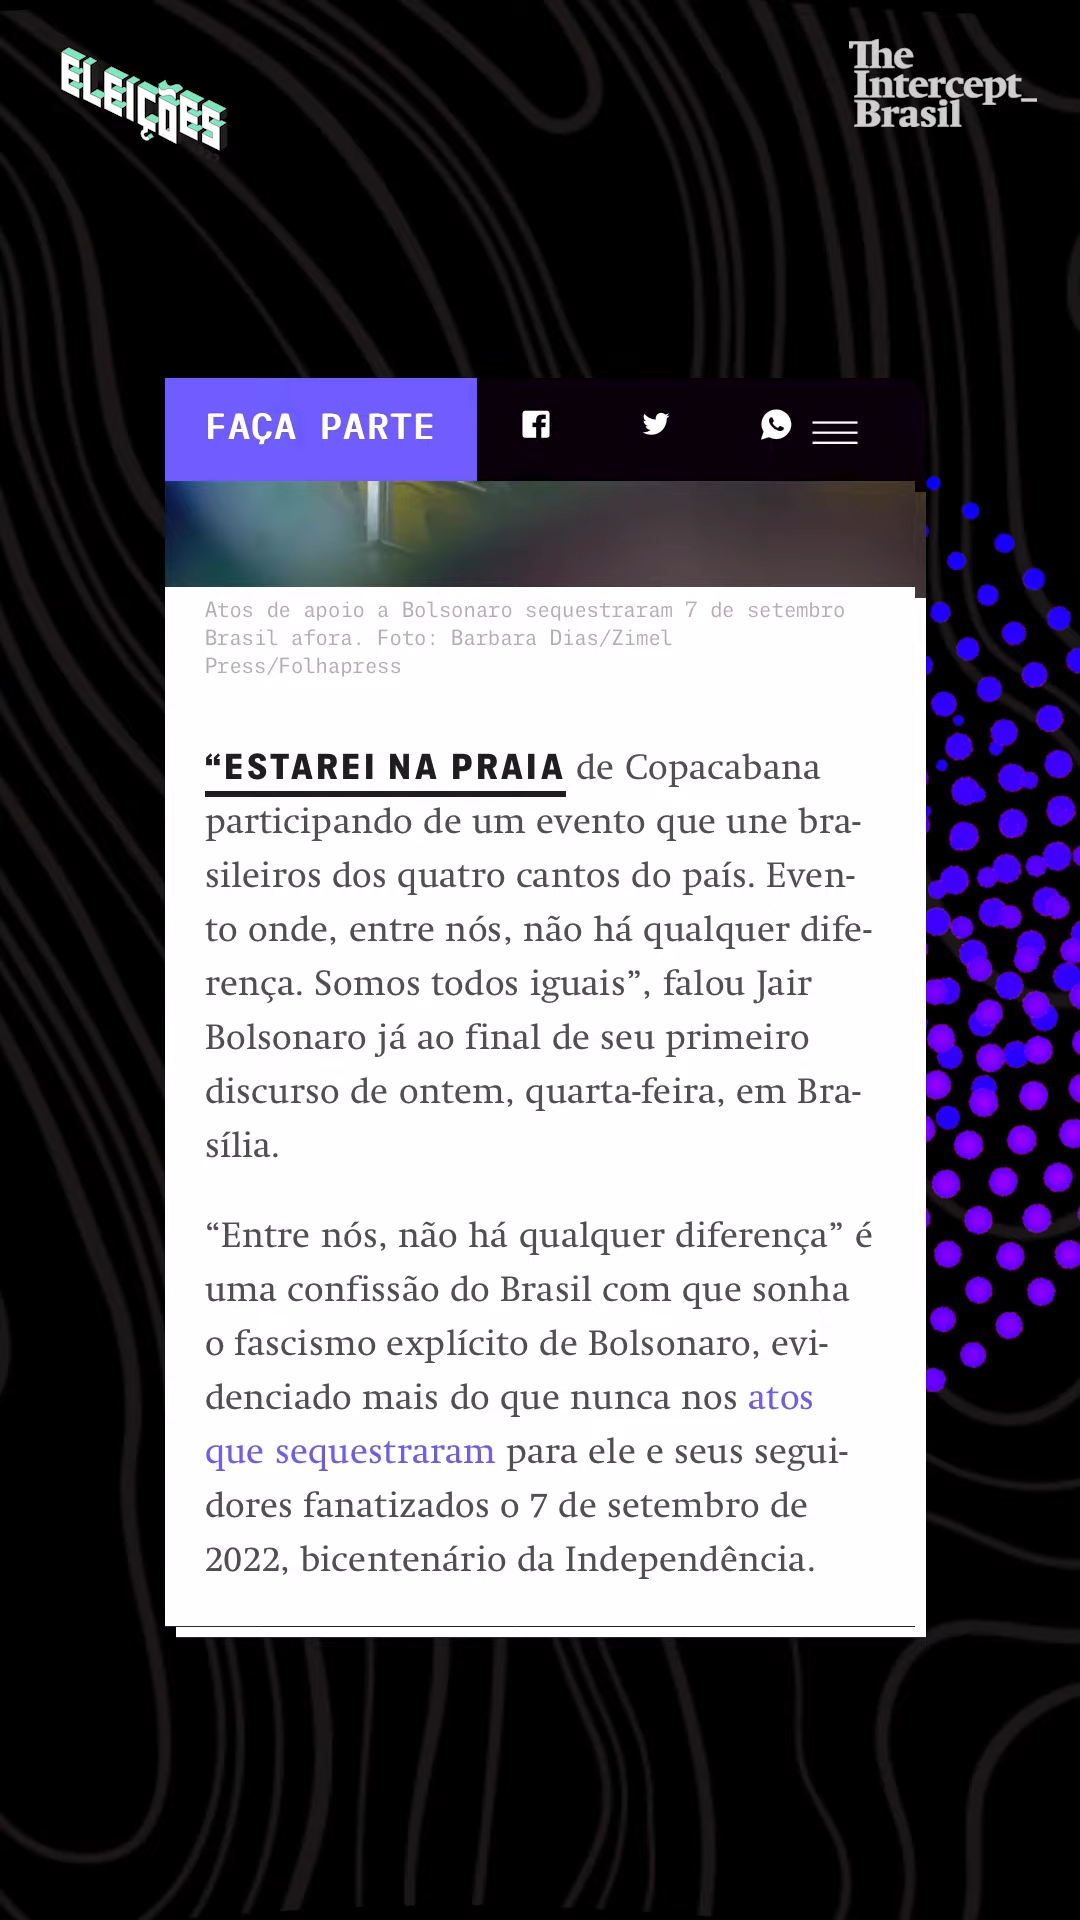 ELEIÇÕES
The
Intercept_
Brasil
FAÇA PARTE
Atos de apoio a Bolsonaro sequestraram 7 de setembro
Brasil afora. Foto: Barbara Dias/Zimel
Press/Folhapress
“ESTAREI NA PRAIA de Copacabana
participando de um evento que une bra-
sileiros dos quatro cantos do país. Even-
to onde, entre nós, não há qualquer dife-
rença. Somos todos iguais”, falou Jair
Bolsonaro já ao final de seu primeiro
discurso de ontem, quarta-feira, em Bra-
sília.
“Entre nós, não há qualquer diferença” é
uma confissão do Brasil com que sonha
o fascismo explícito de Bolsonaro, evi-
denciado mais do que nunca nos atos
que sequestraram para ele e seus segui-
dores fanatizados o 7 de setembro de
2022, bicentenário da Independência.